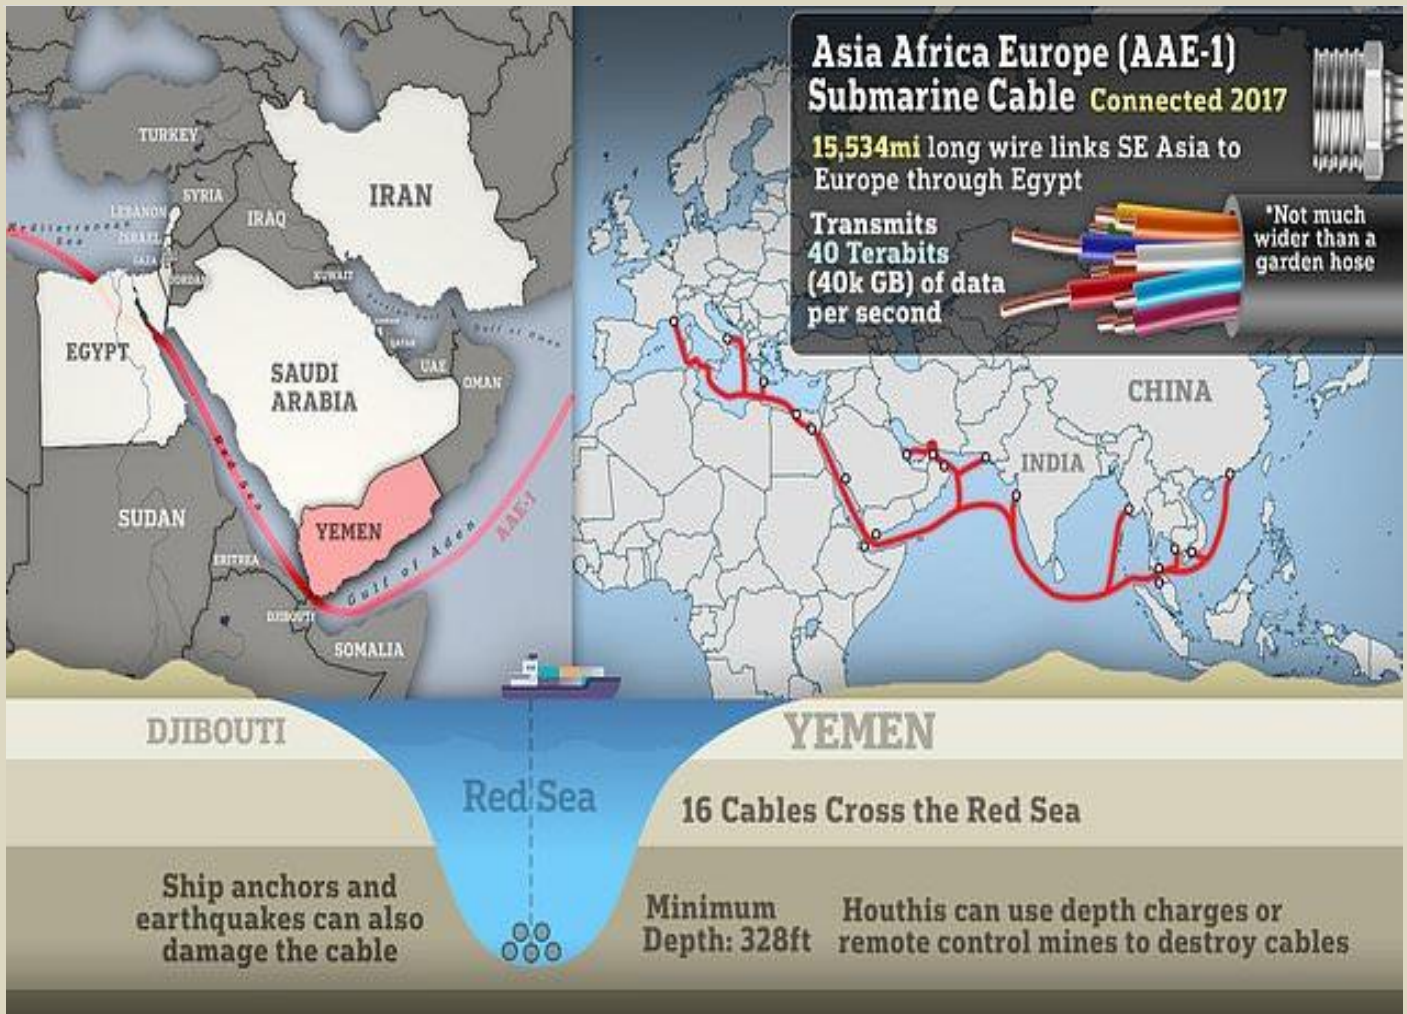 TURKEY
SYRIA
LEBANON
ISRAEL
GAZA
JORDAN
IRAQ
IRAN
KUWAIT
Mediterranean
Sea
EGYPT
SAUDI
ARABIA
QATAR
UAE
OMAN
Gulf of Oman
Red Sea
SUDAN
ERITREA
YEMEN
DJIBOUTI
SOMALIA
Gulf of Aden
AAE-1
Asia Africa Europe (AAE-1)
Submarine Cable Connected 2017
15,534mi long wire links SE Asia to
Europe through Egypt
Transmits
40 Terabits
(40k GB) of data
per second
*Not much
wider than a
garden hose
CHINA
INDIA
DJIBOUTI
YEMEN
Red Sea
16 Cables Cross the Red Sea
Ship anchors and
earthquakes can also
damage the cable
Minimum
Depth: 328ft
Houthis can use depth charges or
remote control mines to destroy cables